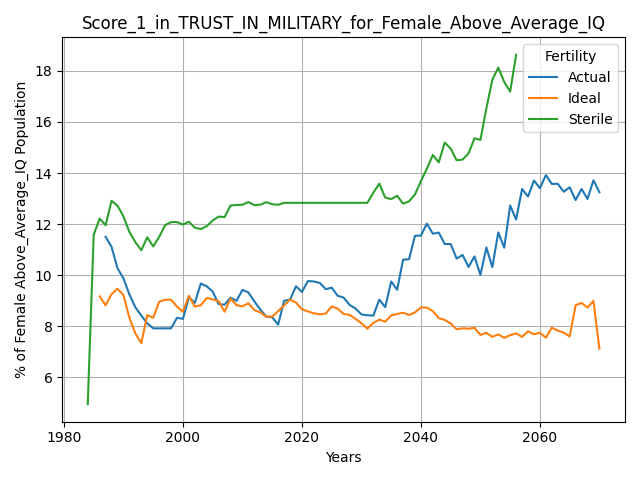 Score_1_in_TRUST_IN_MILITARY_for_Female_Above_Average_IQ
% of Female Above_Average_IQ Population
18
16
14
12
10
8
6
Fertility
Actual
Ideal
Sterile
1980 2000 2020 2040 2060
Years